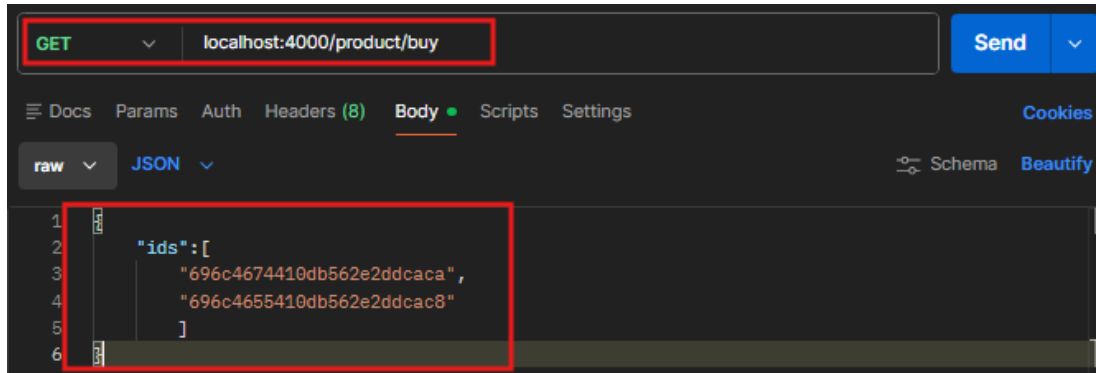 GET localhost:4000/product/buy Send
Docs Params Auth Headers (8) Body Scripts Settings Cookies
raw JSON Schema Beautify
1 {
2 "ids":[
3 "696c4674410db562e2ddcaca",
4 "696c4655410db562e2ddcac8"
5 ]
6 }